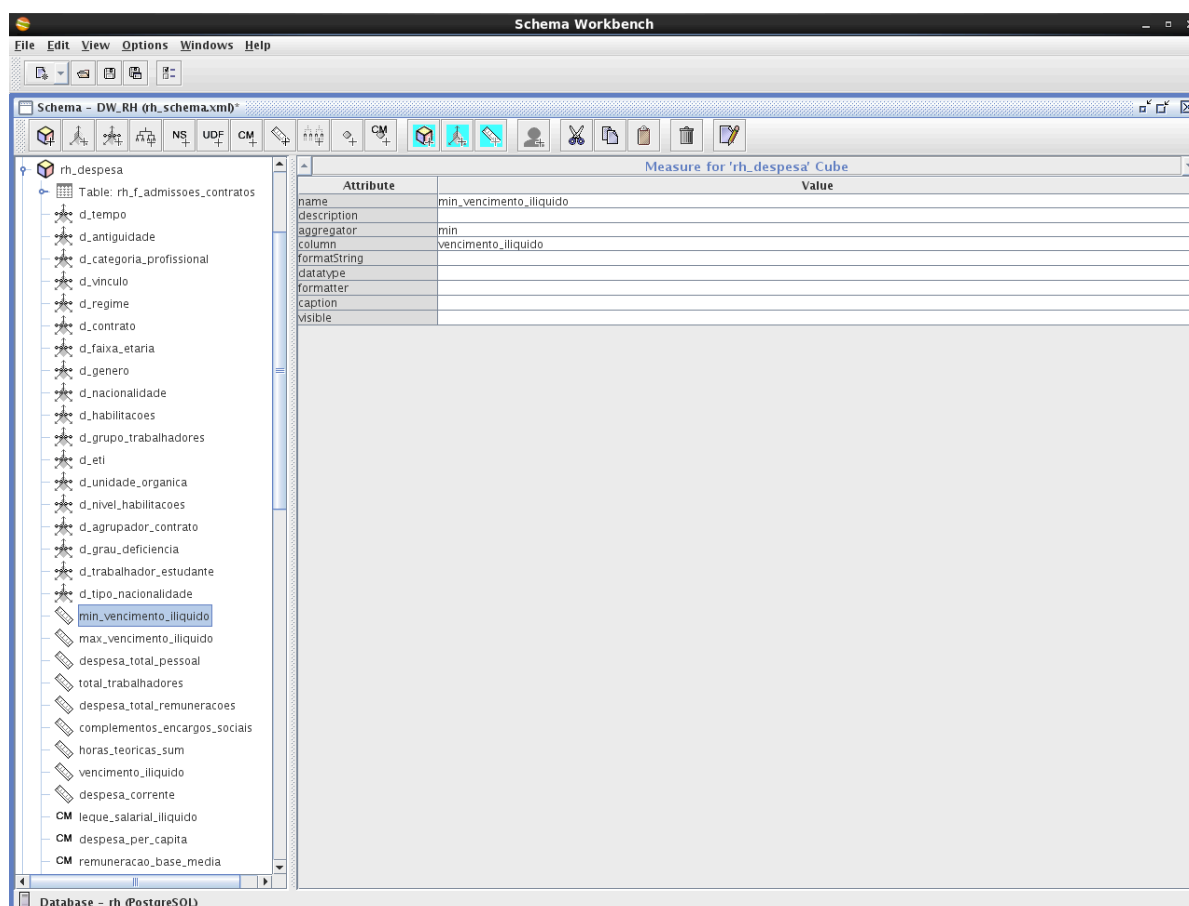 Schema Workbench
File Edit View Options Windows Help
Schema - DW_RH (rh_schema.xml)*
NS UDF CM CM
rh_despesa
Table: rh_f_admissoes_contratos
d_tempo
d_antiguidade
d_categoria_profissional
d_vinculo
d_regime
d_contrato
d_faixa_etaria
d_genero
d_nacionalidade
d_habilitacoes
d_grupo_trabalhadores
d_eti
d_unidade_organica
d_nivel_habilitacoes
d_agrupador_contrato
d_grau_deficiencia
d_trabalhador_estudante
d_tipo_nacionalidade
min_vencimento_iliquido
max_vencimento_iliquido
despesa_total_pessoal
total_trabalhadores
despesa_total_remuneracoes
complementos_encargos_sociais
horas_teoricas_sum
vencimento_iliquido
despesa_corrente
CM leque_salarial_iliquido
CM despesa_per_capita
CM remuneracao_base_media
Measure for 'rh_despesa' Cube
Attribute Value
name min_vencimento_iliquido
description
aggregator min
column vencimento_iliquido
formatString
datatype
formatter
caption
visible
Database - rh (PostgreSQL)